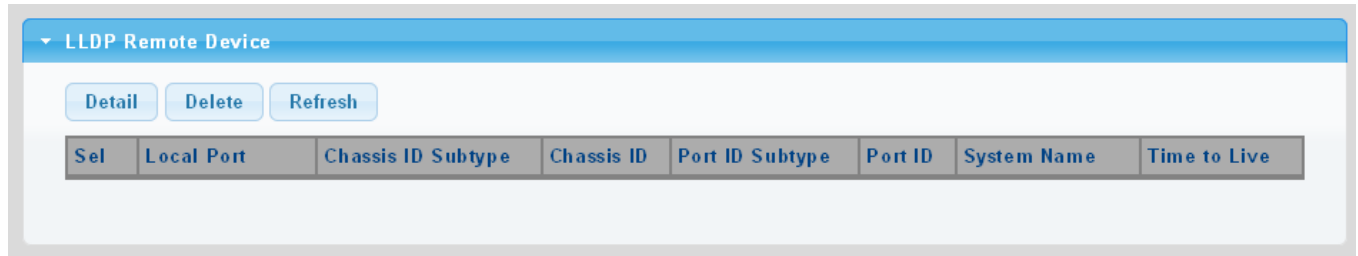 LLDP Remote Device
Detail Delete Refresh
Sel Local Port Chassis ID Subtype Chassis ID Port ID Subtype Port ID System Name Time to Live